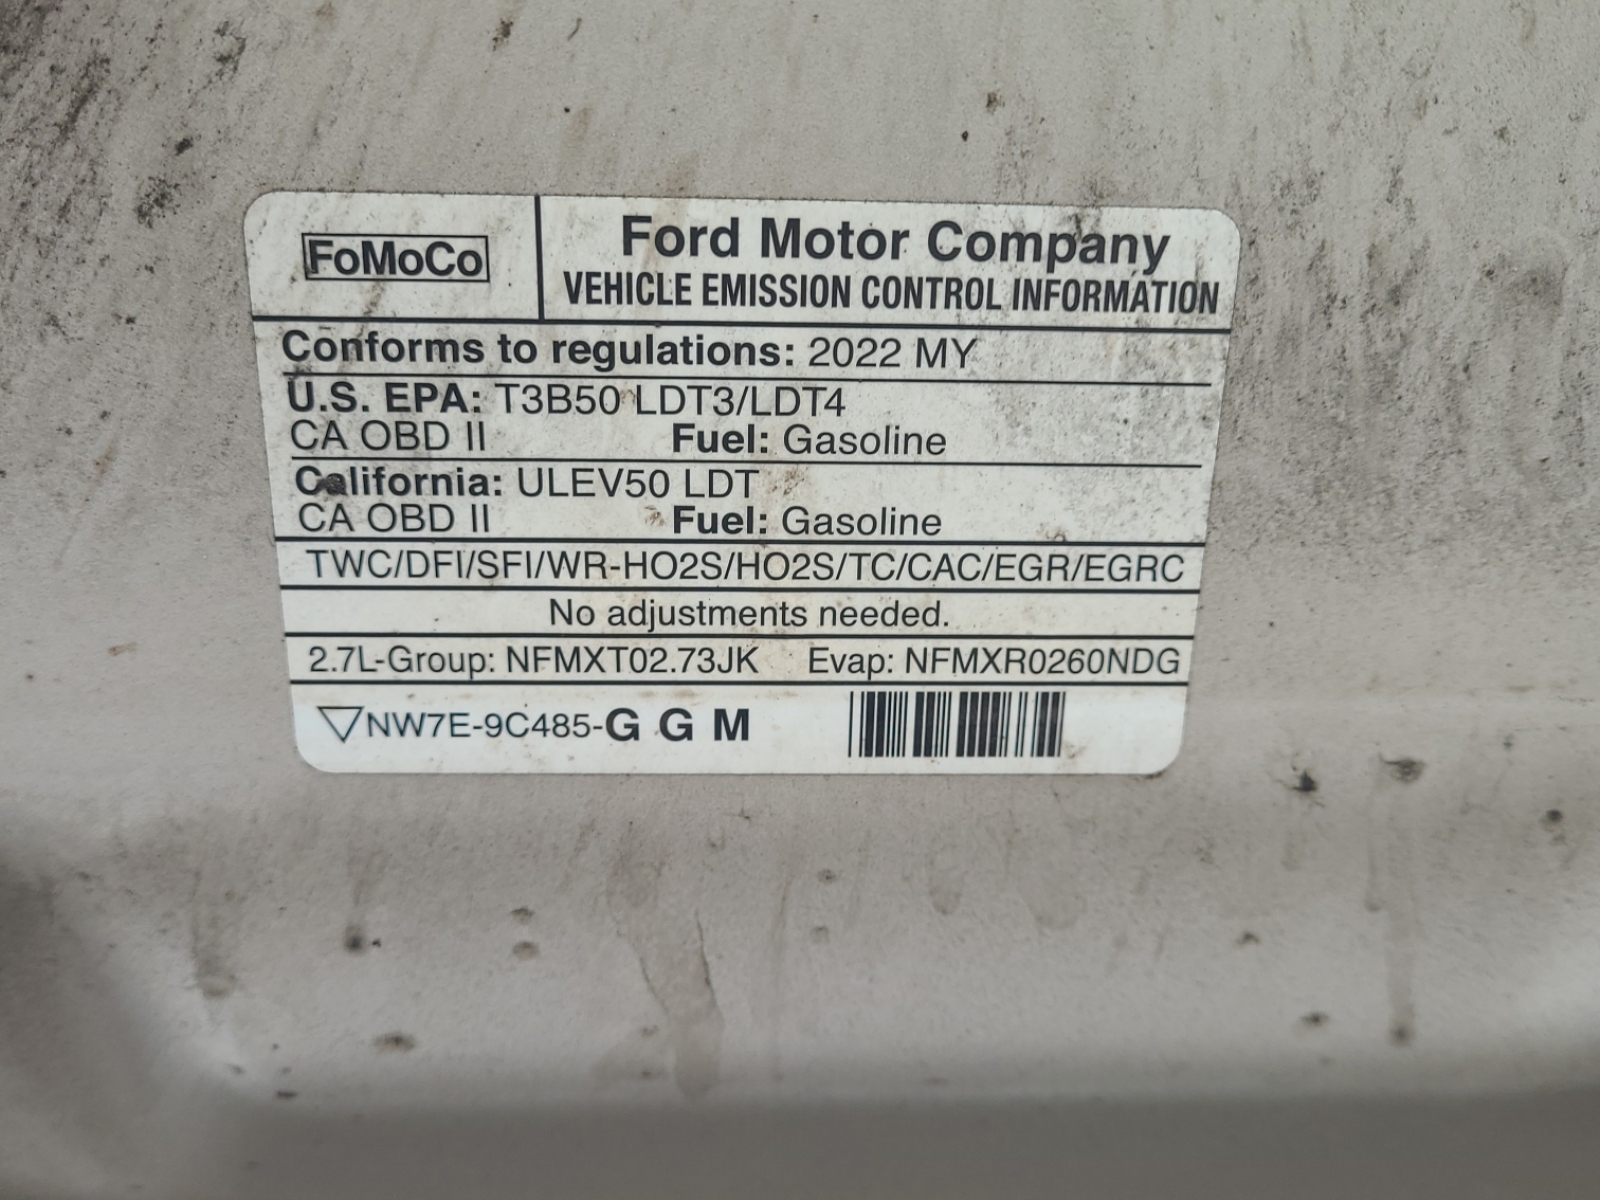 FoMoCo
Ford Motor Company
VEHICLE EMISSION CONTROL INFORMATION
Conforms to regulations: 2022 MY
U.S. EPA: T3B50 LDT3/LDT4
CA OBD II Fuel: Gasoline
California: ULEV50 LDT
CA OBD II Fuel: Gasoline
TWC/DFI/SFI/WR-HO2S/HO2S/TC/CAC/EGR/EGRC
No adjustments needed.
2.7L-Group: NFMXT02.73JK Evap: NFMXR0260NDG
NW7E-9C485-G G M